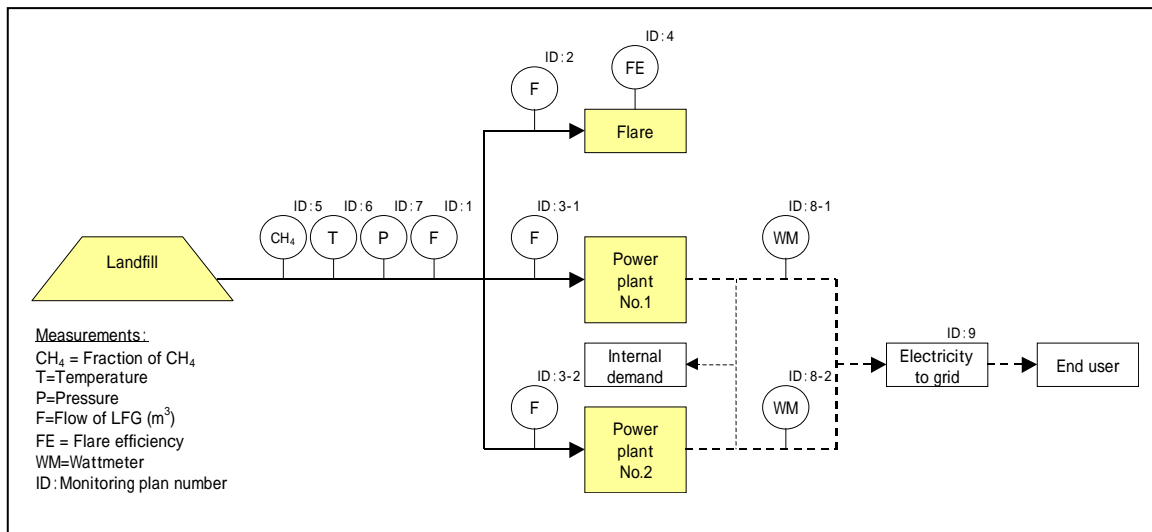 ID:4
ID:2
FE
F
Flare
ID:5
ID:6
ID:7
ID:1
ID:3-1
ID:8-1
CH₄
T
P
F
F
WM
Landfill
Power
plant
No.1
Measurements:
CH₄ = Fraction of CH₄
T=Temperature
P=Pressure
F=Flow of LFG (m³)
FE = Flare efficiency
WM=Wattmeter
ID:Monitoring plan number
Internal
demand
ID:9
Electricity
to grid
End user
ID:3-2
ID:8-2
F
WM
Power
plant
No.2